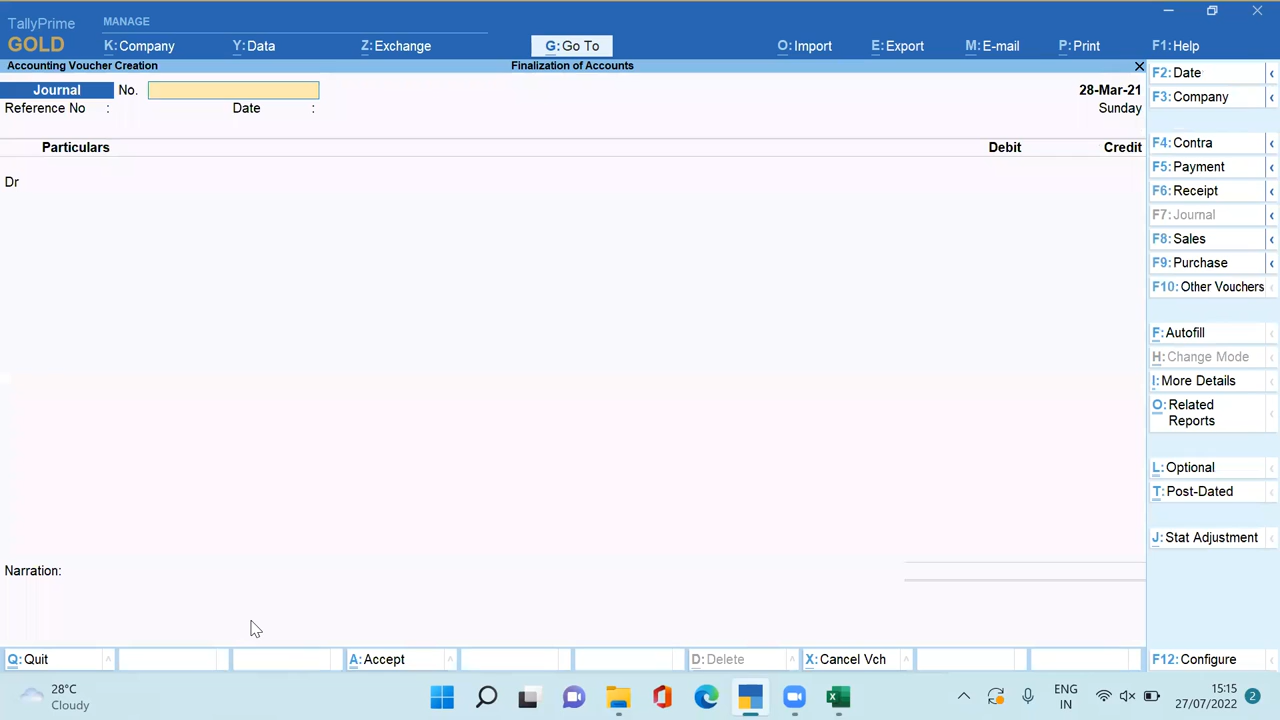 TallyPrime
MANAGE
GOLD
K: Company
Y: Data
Z: Exchange
G: Go To
O: Import
E: Export
M: E-mail
P: Print
F1: Help
Accounting Voucher Creation
Finalization of Accounts
Journal No.
28-Mar-21
Reference No :
Date :
Sunday
Particulars
Debit
Credit
Dr
Narration:
F2: Date
F3: Company
F4: Contra
F5: Payment
F6: Receipt
F7: Journal
F8: Sales
F9: Purchase
F10: Other Vouchers
F: Autofill
H: Change Mode
I: More Details
O: Related
Reports
L: Optional
T: Post-Dated
J: Stat Adjustment
Q: Quit
A: Accept
D: Delete
X: Cancel Vch
F12: Configure
28°C
Cloudy
ENG
IN
15:15
27/07/2022
2